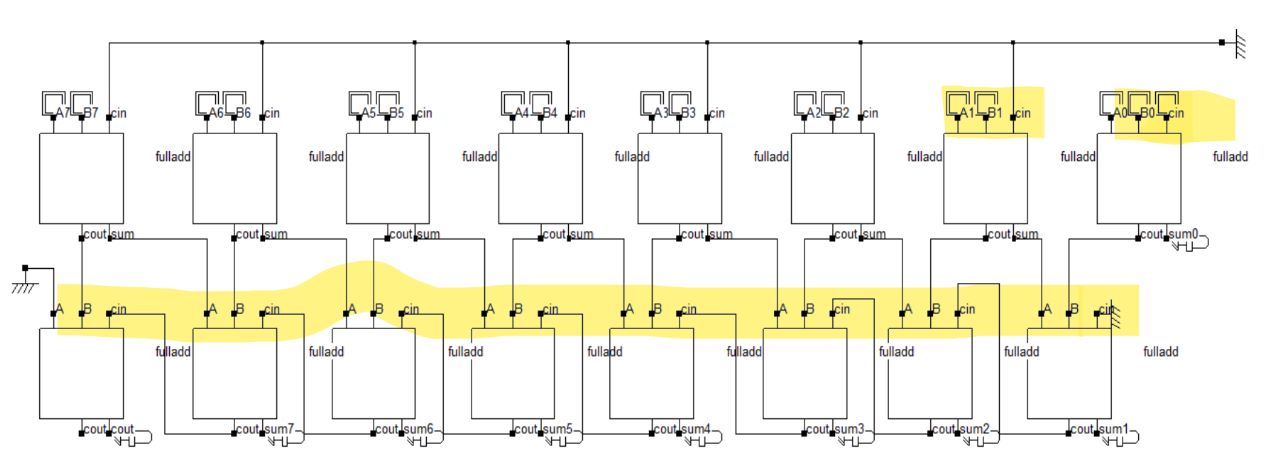 A7 B7 cin A6 B6 cin A5 B5 cin A4 B4 cin A3 B3 cin A2 B2 cin A1 B1 cin A0 B0 cin
fulladd fulladd fulladd fulladd fulladd fulladd fulladd fulladd
cout sum cout sum cout sum cout sum cout sum cout sum cout sum cout sum0
A B cin A B cin A B cin A B cin A B cin A B cin A B cin A B cin
fulladd fulladd fulladd fulladd fulladd fulladd fulladd fulladd
cout cout cout sum7 cout sum6 cout sum5 cout sum4 cout sum3 cout sum2 cout sum1